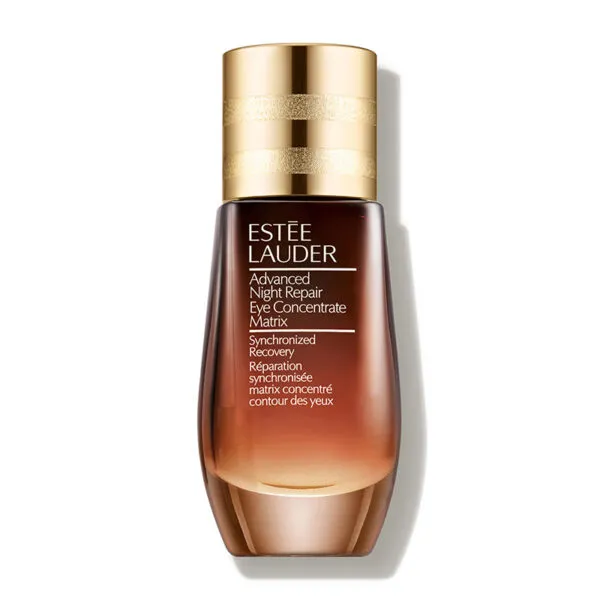 ESTĒE
LAUDER
Advanced
Night Repair
Eye Concentrate
Matrix
Synchronized
Recovery
Réparation
synchronisée
matrix concentré
contour des yeux